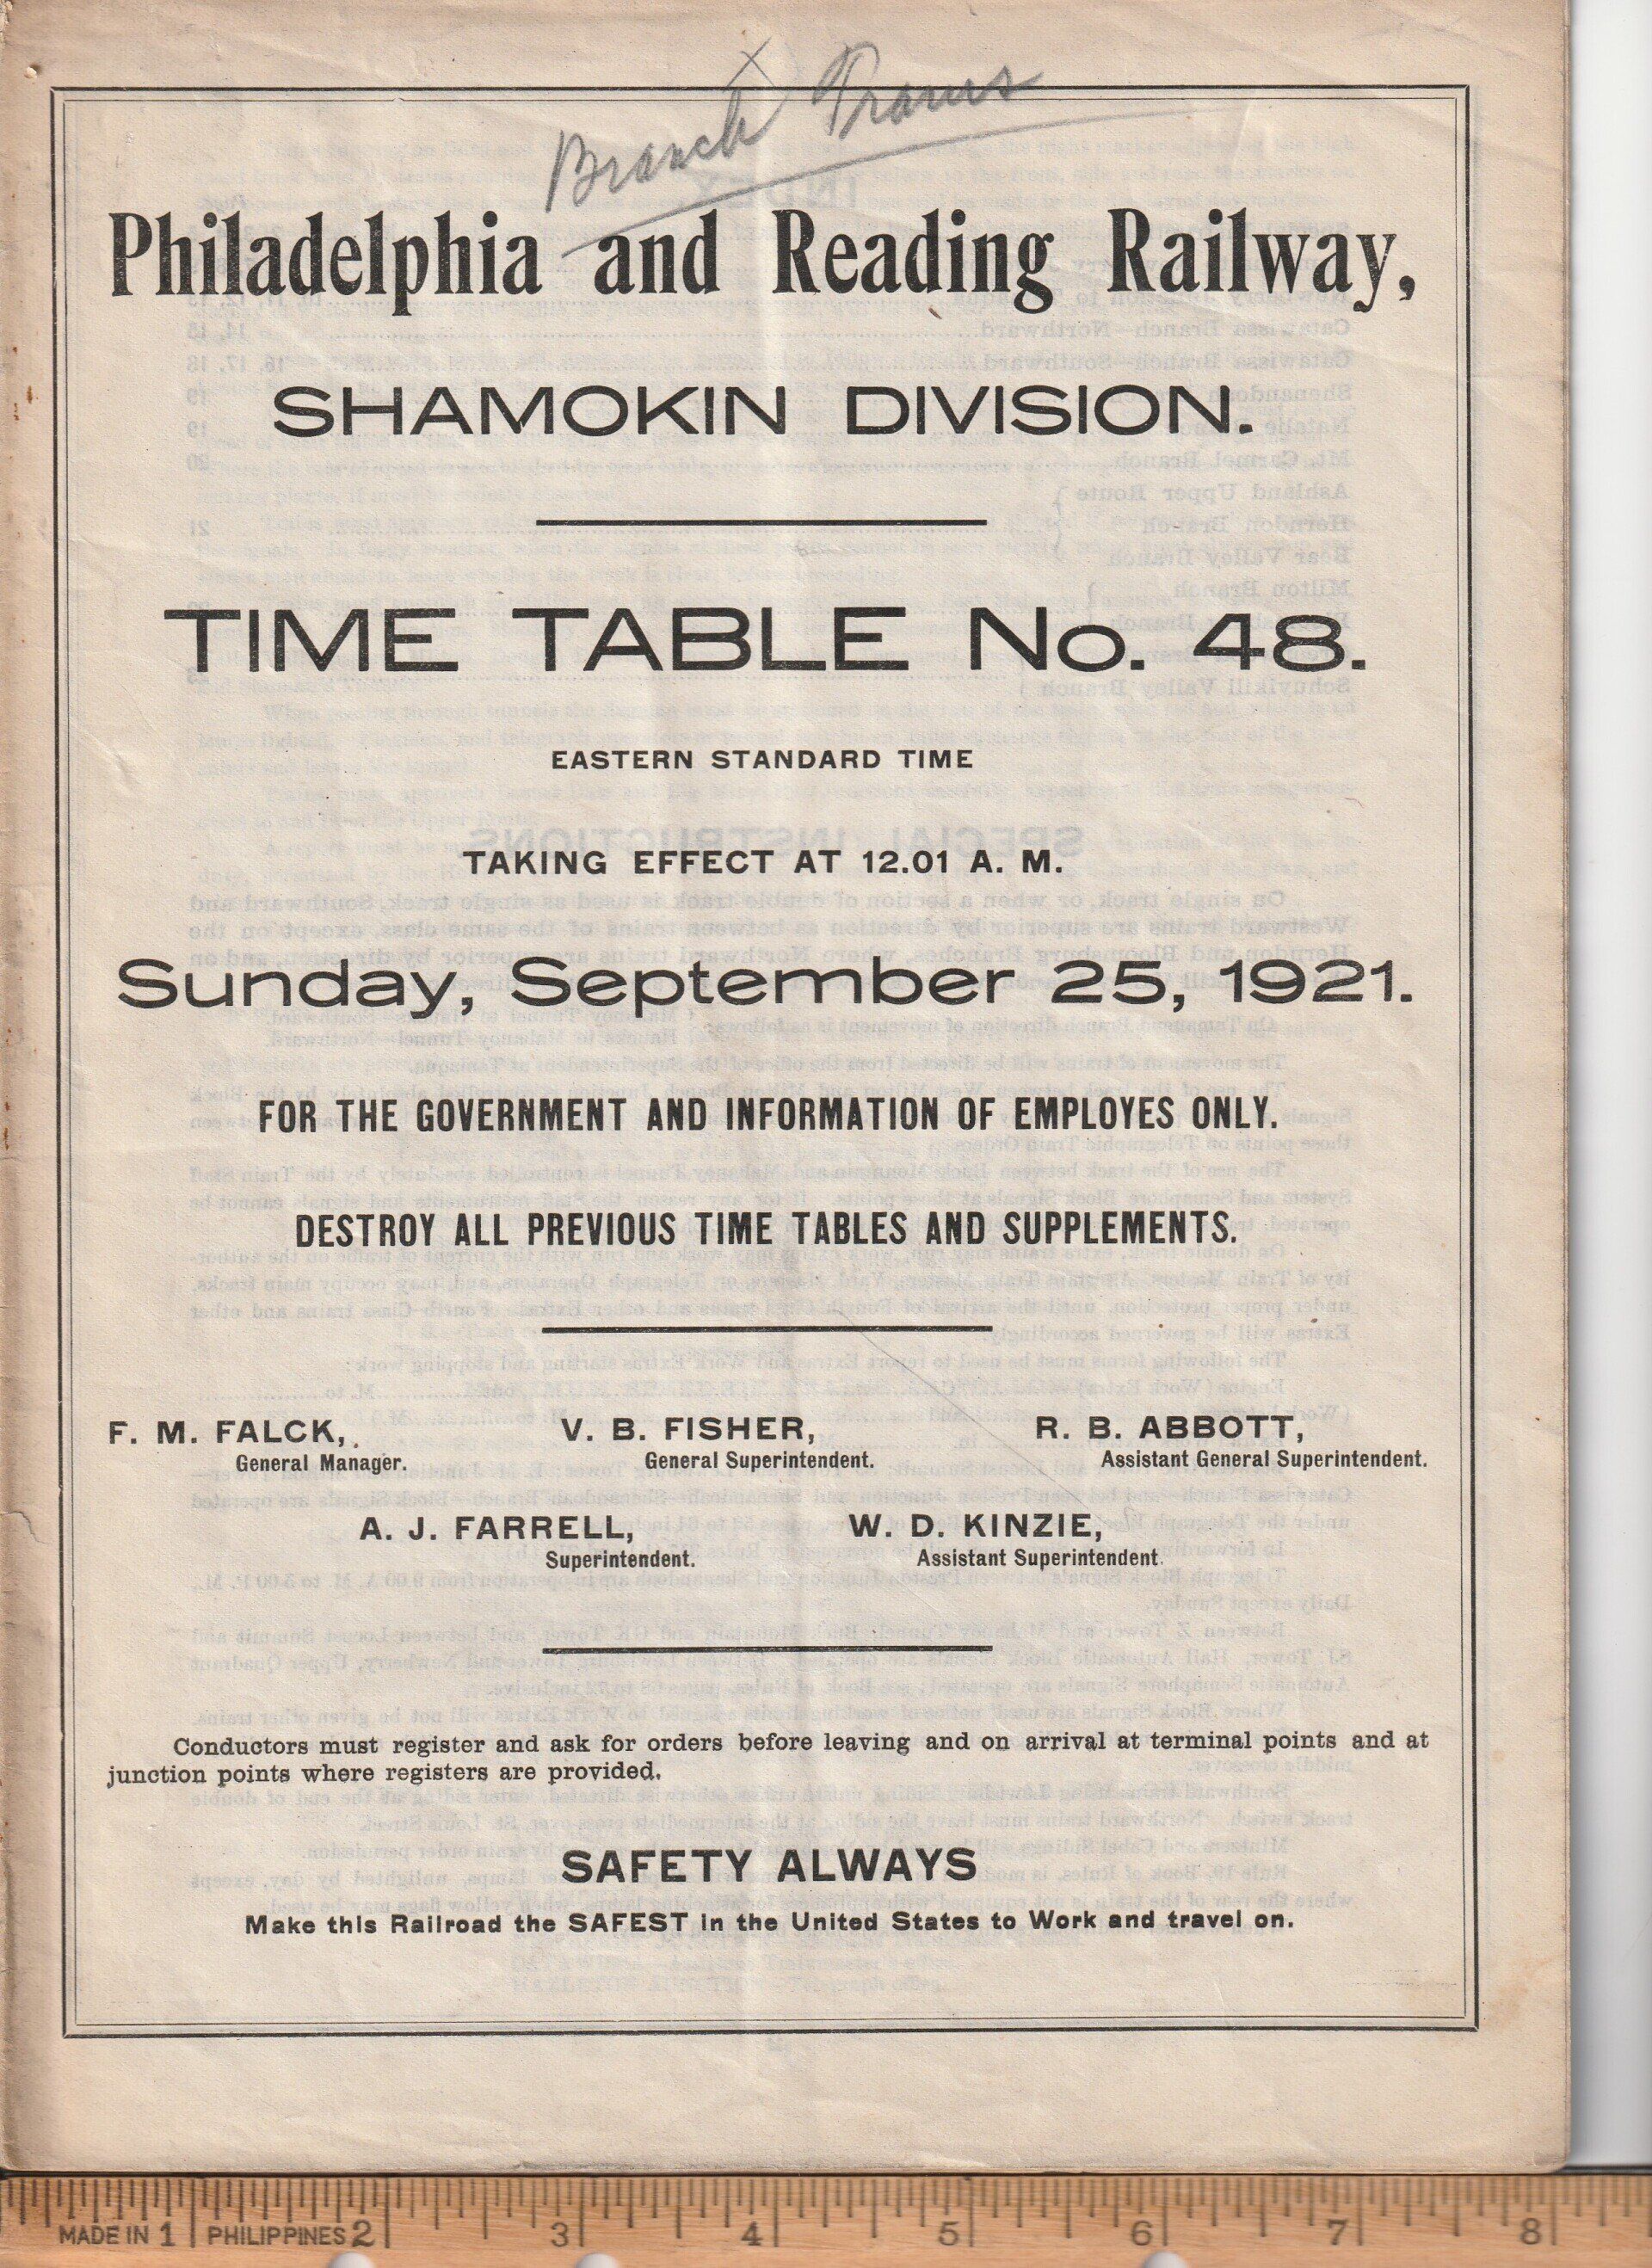 Branch Trains
Philadelphia and Reading Railway,
SHAMOKIN DIVISION.
TIME TABLE No. 48.
EASTERN STANDARD TIME
TAKING EFFECT AT 12.01 A. M.
Sunday, September 25, 1921.
FOR THE GOVERNMENT AND INFORMATION OF EMPLOYES ONLY.
DESTROY ALL PREVIOUS TIME TABLES AND SUPPLEMENTS.
F. M. FALCK, V. B. FISHER, R. B. ABBOTT,
General Manager. General Superintendent. Assistant General Superintendent.
A. J. FARRELL, W. D. KINZIE,
Superintendent. Assistant Superintendent.
Conductors must register and ask for orders before leaving and on arrival at terminal points and at
junction points where registers are provided.
SAFETY ALWAYS
Make this Railroad the SAFEST in the United States to Work and travel on.
MADE IN 1 PHILIPPINES 2 3 4 5 6 7 8